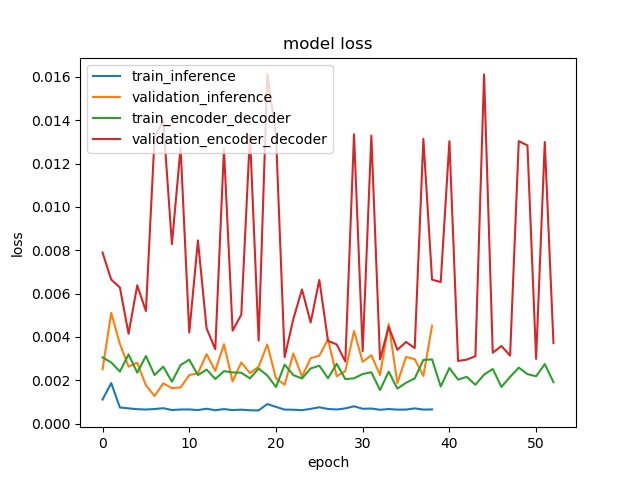 model loss
train_inference
validation_inference
train_encoder_decoder
validation_encoder_decoder
0.016
0.014
0.012
0.010
0.008
0.006
0.004
0.002
0.000
loss
0 10 20 30 40 50
epoch